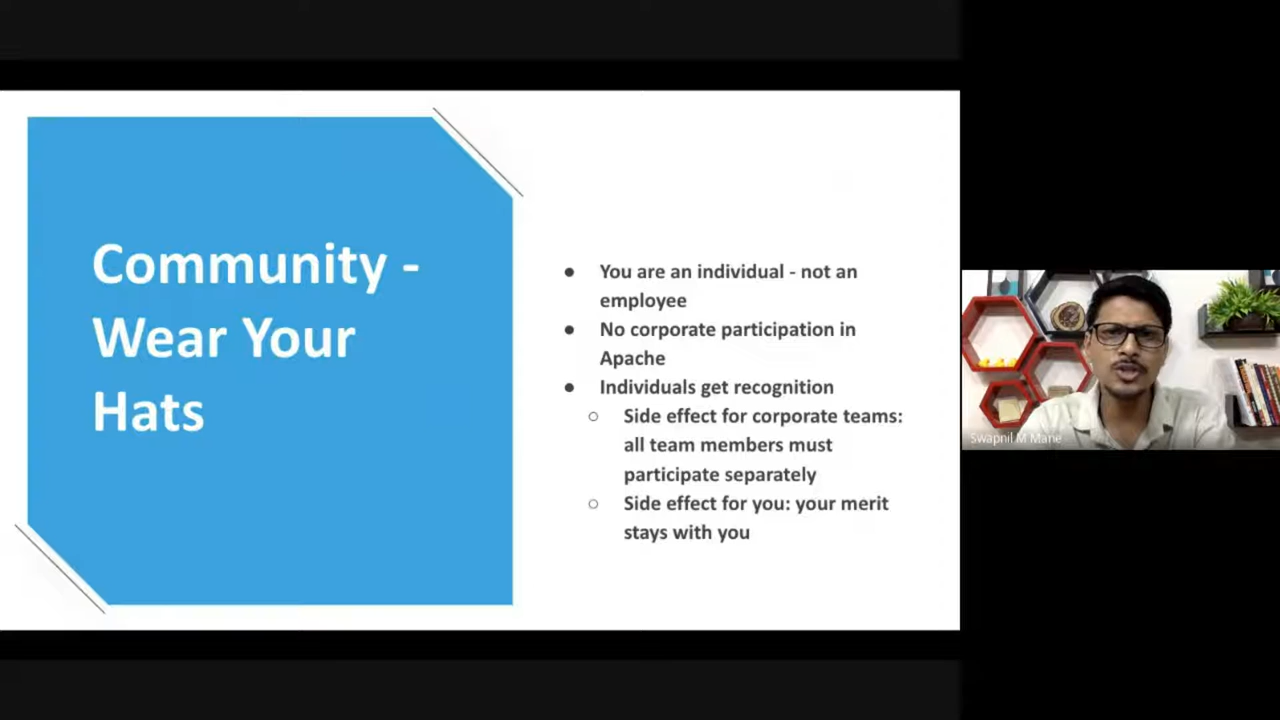 Community -
Wear Your
Hats
● You are an individual - not an
employee
● No corporate participation in
Apache
● Individuals get recognition
○ Side effect for corporate teams:
all team members must
participate separately
○ Side effect for you: your merit
stays with you
Swapnil M Mane